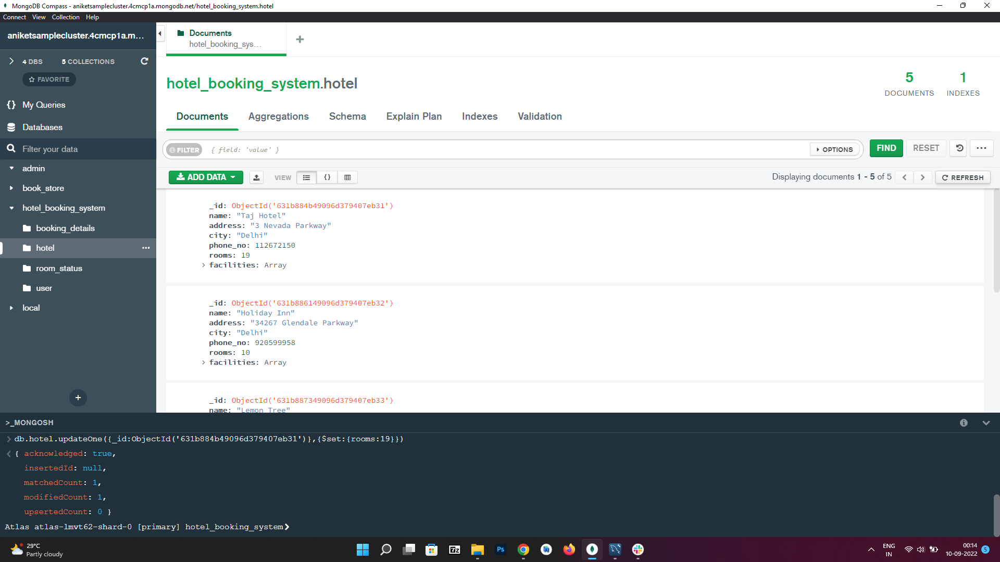 MongoDB Compass - aniketsamplecluster.4cmcp1a.mongodb.net/hotel_booking_system.hotel
Connect View Collection Help
aniketsamplecluster.4cmcp1a.m...
4 DBS 5 COLLECTIONS
FAVORITE
{} My Queries
Databases
Filter your data
admin
book_store
hotel_booking_system
booking_details
hotel ...
room_status
user
local
+
Documents
hotel_booking_sys...
+
hotel_booking_system.hotel
5
DOCUMENTS
1
INDEXES
Documents Aggregations Schema Explain Plan Indexes Validation
FILTER { field: 'value' } OPTIONS FIND RESET ...
ADD DATA VIEW {} Displaying documents 1 - 5 of 5 < > REFRESH
_id: ObjectId('631b884b49096d379407eb31')
name: "Taj Hotel"
address: "3 Nevada Parkway"
city: "Delhi"
phone_no: 112672150
rooms: 19
> facilities: Array
_id: ObjectId('631b886149096d379407eb32')
name: "Holiday Inn"
address: "34267 Glendale Parkway"
city: "Delhi"
phone_no: 920599958
rooms: 10
> facilities: Array
_id: ObjectId('631b887349096d379407eb33')
name: "Lemon Tree"
>_MONGOSH
> db.hotel.updateOne({_id:ObjectId('631b884b49096d379407eb31')},{$set:{rooms:19}})
< { acknowledged: true,
insertedId: null,
matchedCount: 1,
modifiedCount: 1,
upsertedCount: 0 }
Atlas atlas-lmvt62-shard-0 [primary] hotel_booking_system>
29°C
Partly cloudy
7z
Ps
ENG
IN
00:14
10-09-2022
5